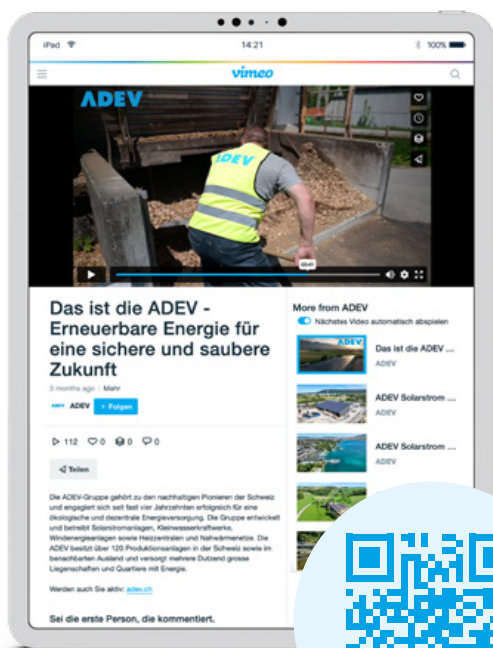 iPad
14:21
100%
vimeo
ADEV
ADEV
00:01
Das ist die ADEV -
Erneuerbare Energie für
eine sichere und saubere
Zukunft
3 months ago | Mehr
ADEV ADEV + Folgen
112 0 0 0
Teilen
Die ADEV-Gruppe gehört zu den nachhaltigen Pionieren der Schweiz
und engagiert sich seit fast vier Jahrzehnten erfolgreich für eine
ökologische und dezentrale Energieversorgung. Die Gruppe entwickelt
und betreibt Solarstromanlagen, Kleinwasserkraftwerke,
Windenergieanlagen sowie Heizzentralen und Nahwärmenetze. Die
ADEV besitzt über 120 Produktionsanlagen in der Schweiz sowie im
benachbarten Ausland und versorgt mehrere Dutzend grosse
Liegenschaften und Quartiere mit Energie.
Werden auch Sie aktiv: adev.ch
Sei die erste Person, die kommentiert.
More from ADEV
Nächstes Video automatisch abspielen
ADEV
Das ist die ADEV ...
ADEV
ADEV Solarstrom ...
ADEV
ADEV Solarstrom ...
ADEV